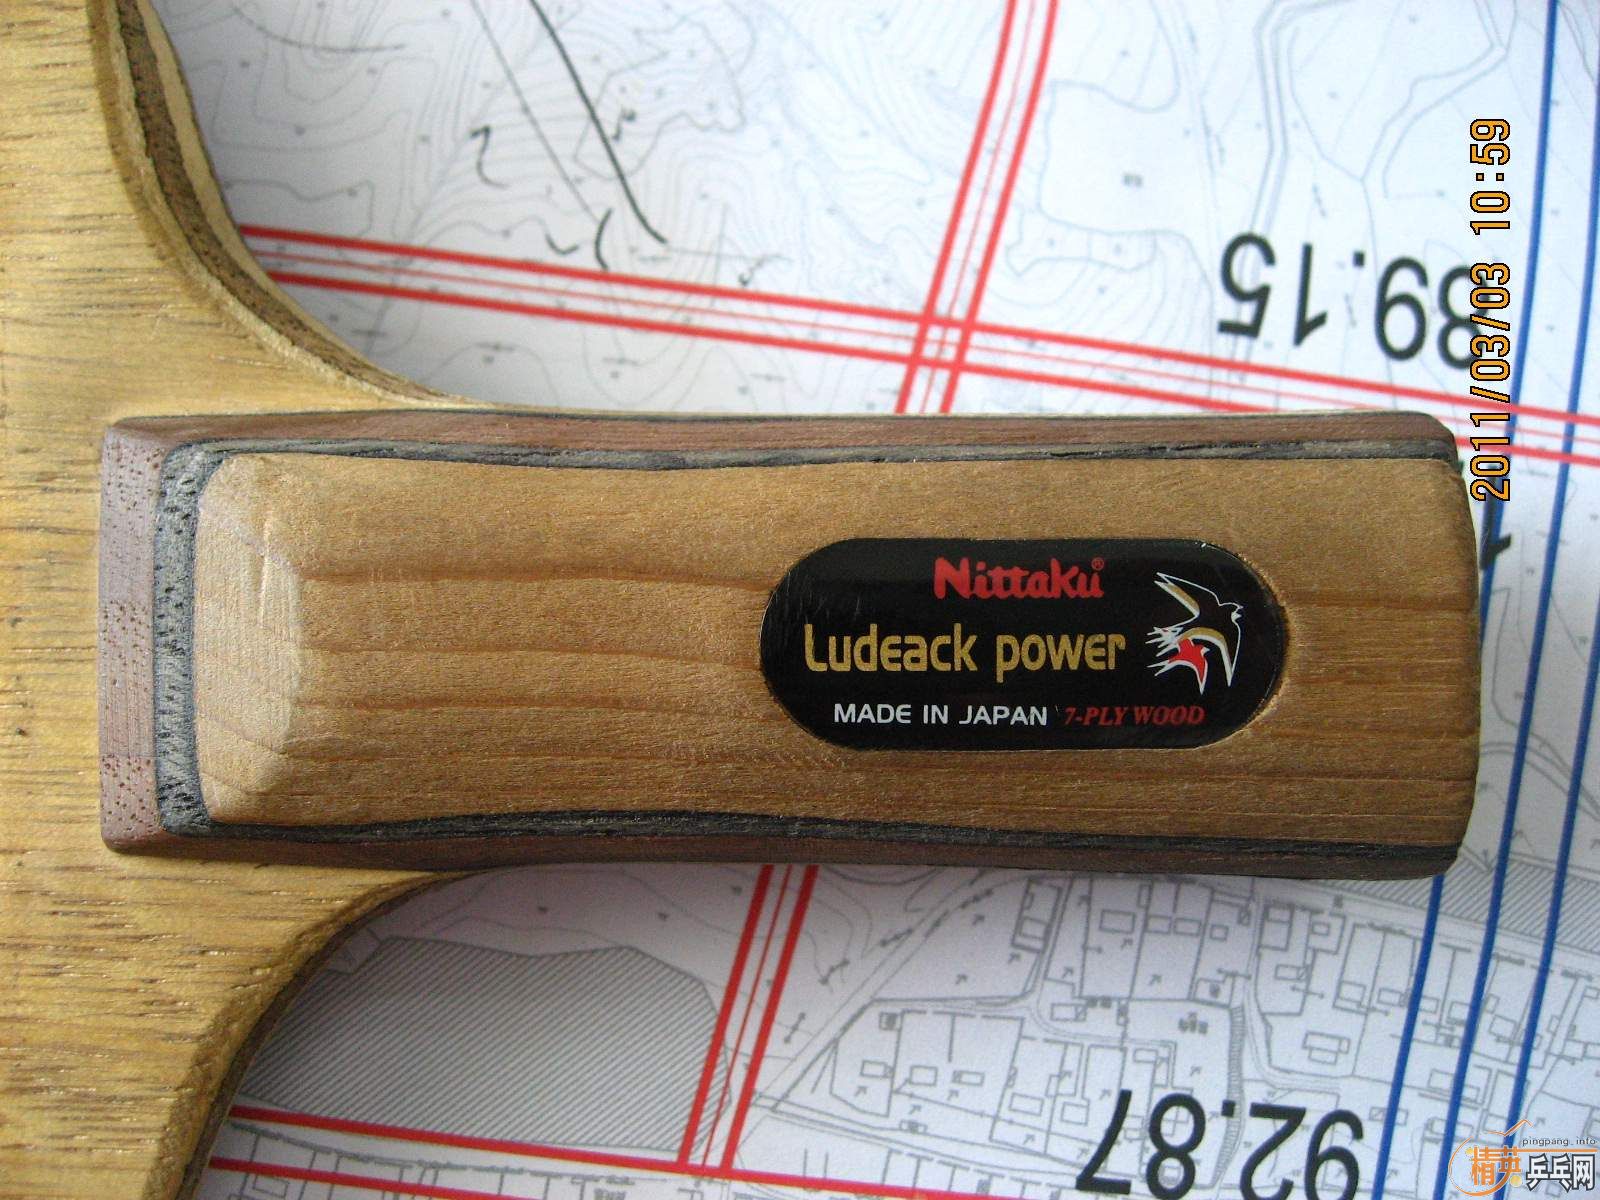 Nittaku®
Ludeack power
MADE IN JAPAN 7-PLY WOOD
2011/03/03 10:59
89.15
92.87
pingpang.info
精英乒乓网